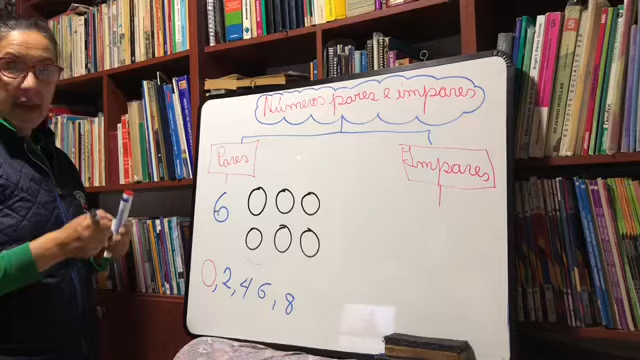 Números pares e impares
Pares
Impares
6
0, 2, 4 6, 8